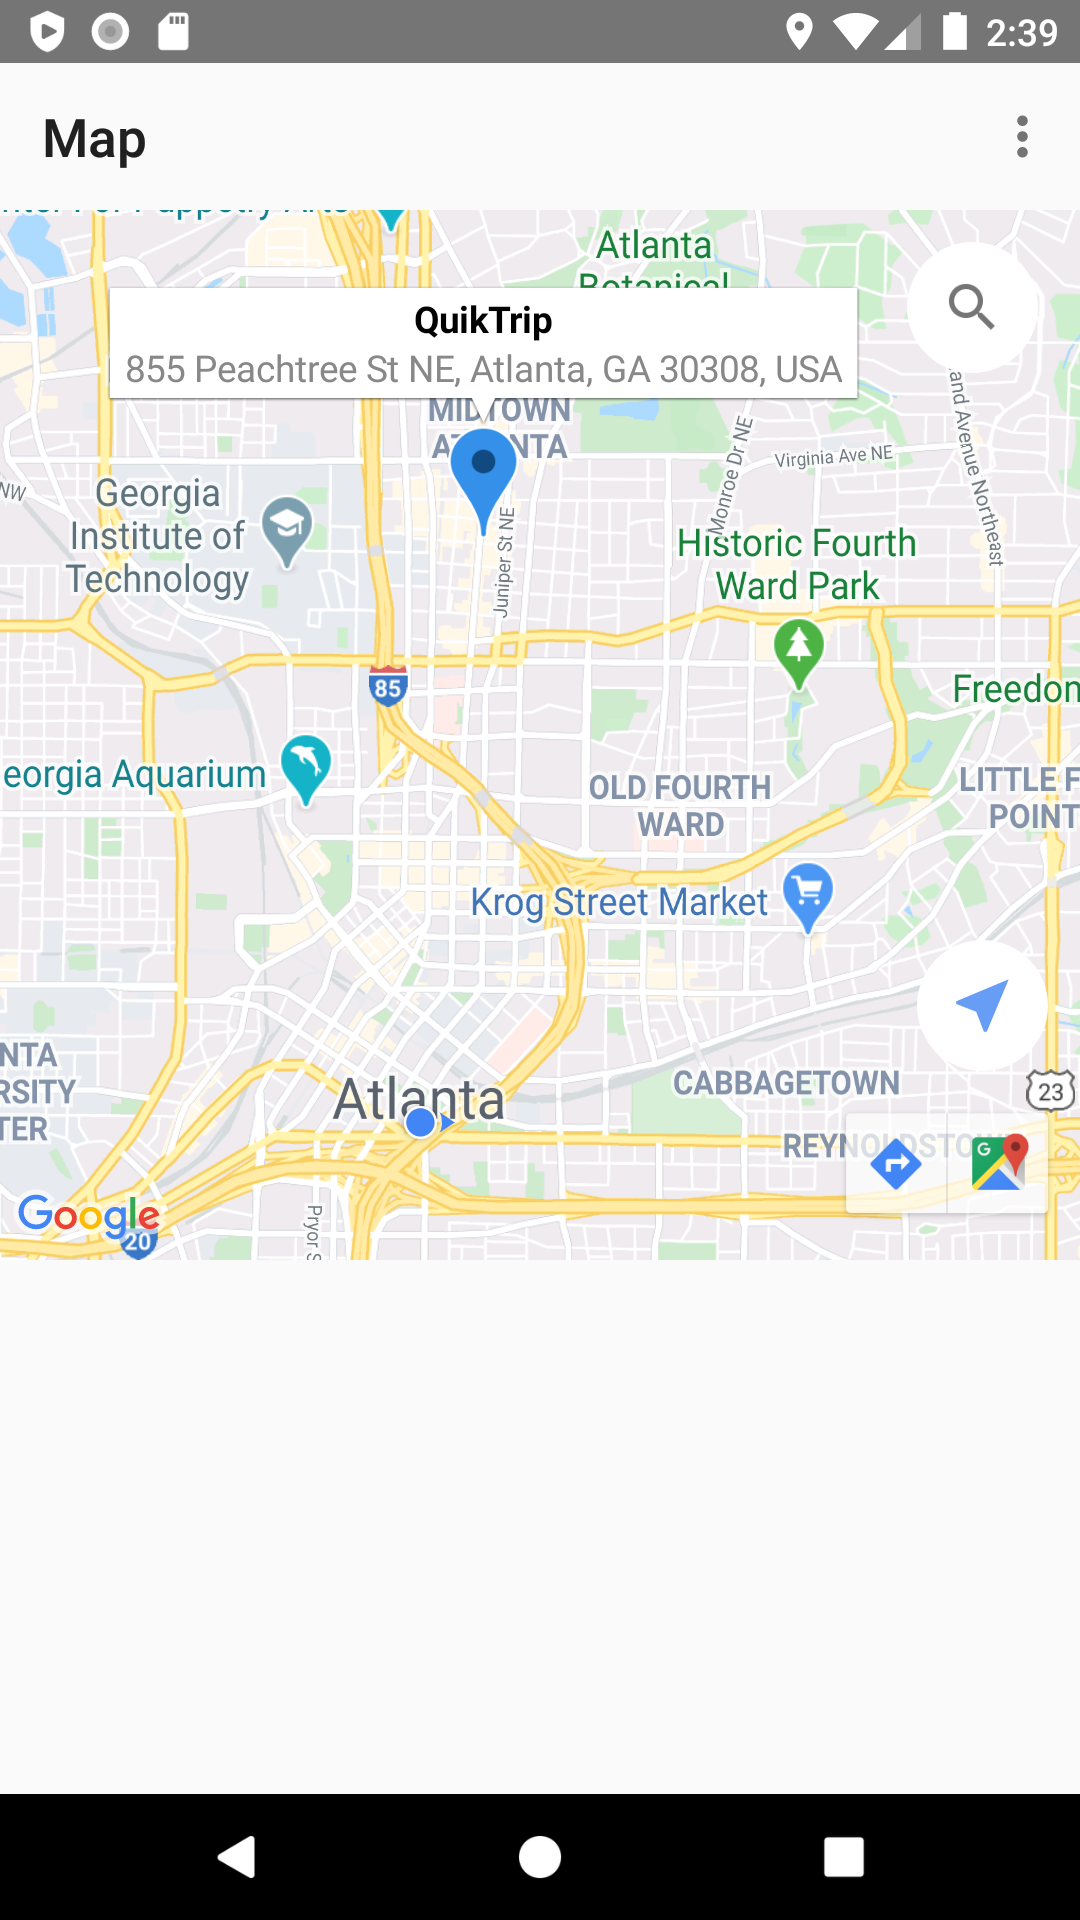 2:39
Map
Atlanta
Botanical
QuikTrip
855 Peachtree St NE, Atlanta, GA 30308, USA
MIDTOWN
ATLANTA
and Avenue Northeast
Monroe Dr NE
Virginia Ave NE
NW
Georgia
Institute of
Technology
Juniper St NE
Historic Fourth
Ward Park
85
Freedom
eorgia Aquarium
OLD FOURTH
WARD
LITTLE F
POINT
Krog Street Market
NTA
RSITY
TER
Atlanta
CABBAGETOWN
23
REYNOLDSTOW
G
Google
20
Pryor S